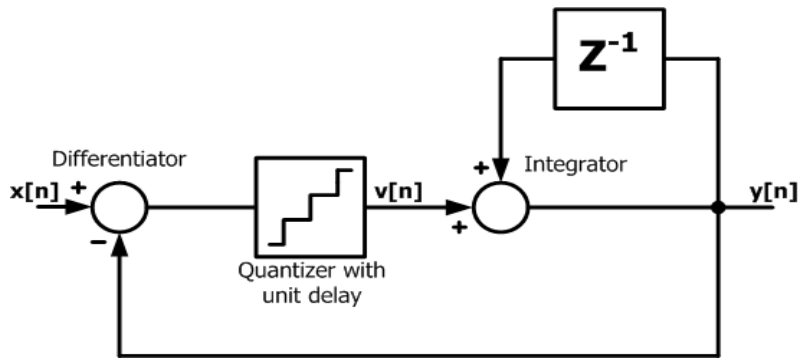 Z-1
Differentiator
Integrator
x[n]
+
-
v[n]
+
+
y[n]
Quantizer with
unit delay